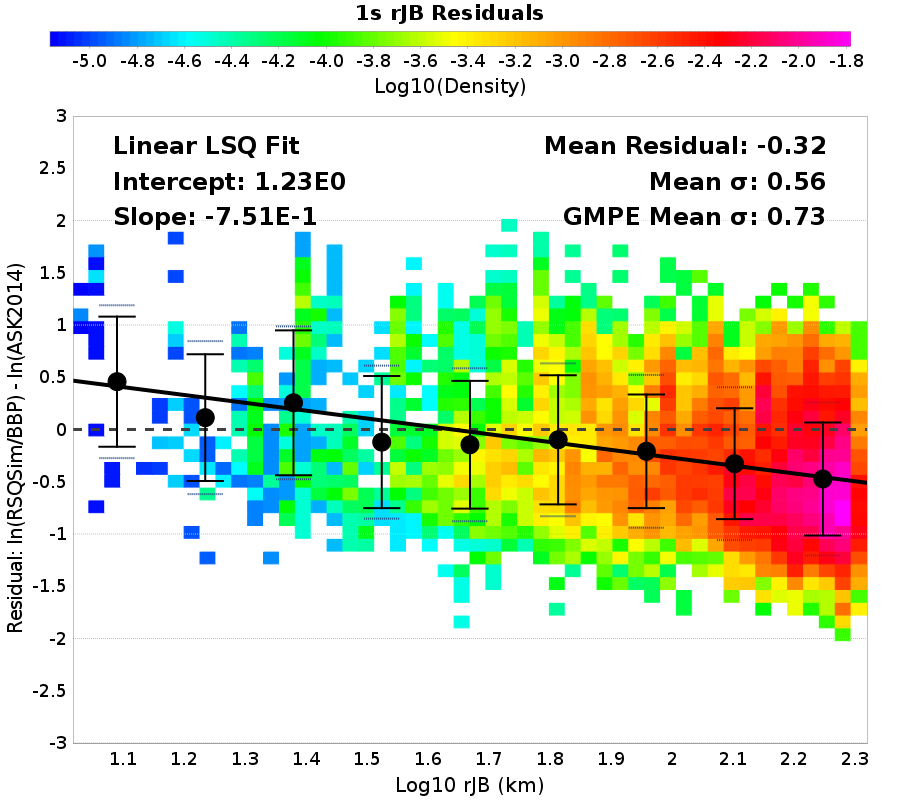 1s rJB Residuals
-5.0 -4.8 -4.6 -4.4 -4.2 -4.0 -3.8 -3.6 -3.4 -3.2 -3.0 -2.8 -2.6 -2.4 -2.2 -2.0 -1.8
Log10(Density)
Linear LSQ Fit
Intercept: 1.23E0
Slope: -7.51E-1
Mean Residual: -0.32
Mean σ: 0.56
GMPE Mean σ: 0.73
Residual: ln(RSQSim/BBP) - ln(ASK2014)
3
2.5
2
1.5
1
0.5
0
-0.5
-1
-1.5
-2
-2.5
-3
1.1 1.2 1.3 1.4 1.5 1.6 1.7 1.8 1.9 2 2.1 2.2 2.3
Log10 rJB (km)